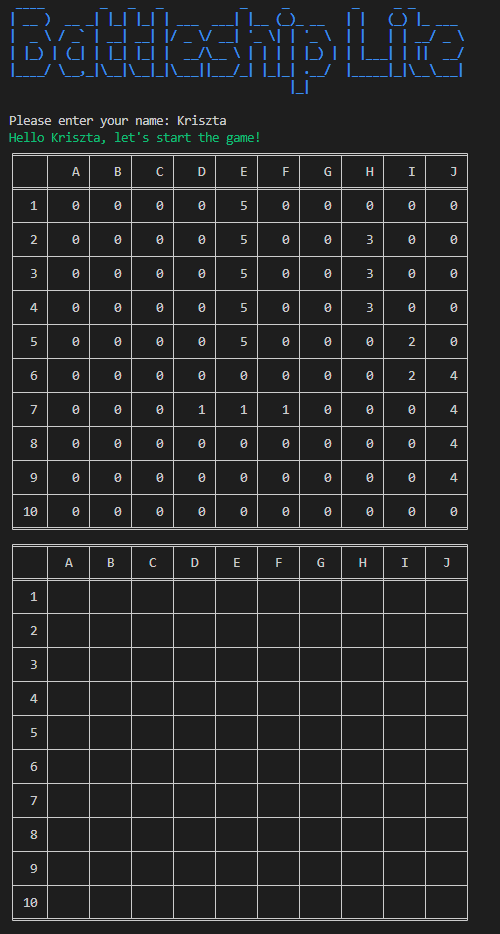 Battleship Lite
Please enter your name: Kriszta
Hello Kriszta, let's start the game!
A B C D E F G H I J
1 0 0 0 0 5 0 0 0 0 0
2 0 0 0 0 5 0 0 3 0 0
3 0 0 0 0 5 0 0 3 0 0
4 0 0 0 0 5 0 0 3 0 0
5 0 0 0 0 5 0 0 0 2 0
6 0 0 0 0 0 0 0 0 2 4
7 0 0 0 1 1 1 0 0 0 4
8 0 0 0 0 0 0 0 0 0 4
9 0 0 0 0 0 0 0 0 0 4
10 0 0 0 0 0 0 0 0 0 0
A B C D E F G H I J
1
2
3
4
5
6
7
8
9
10